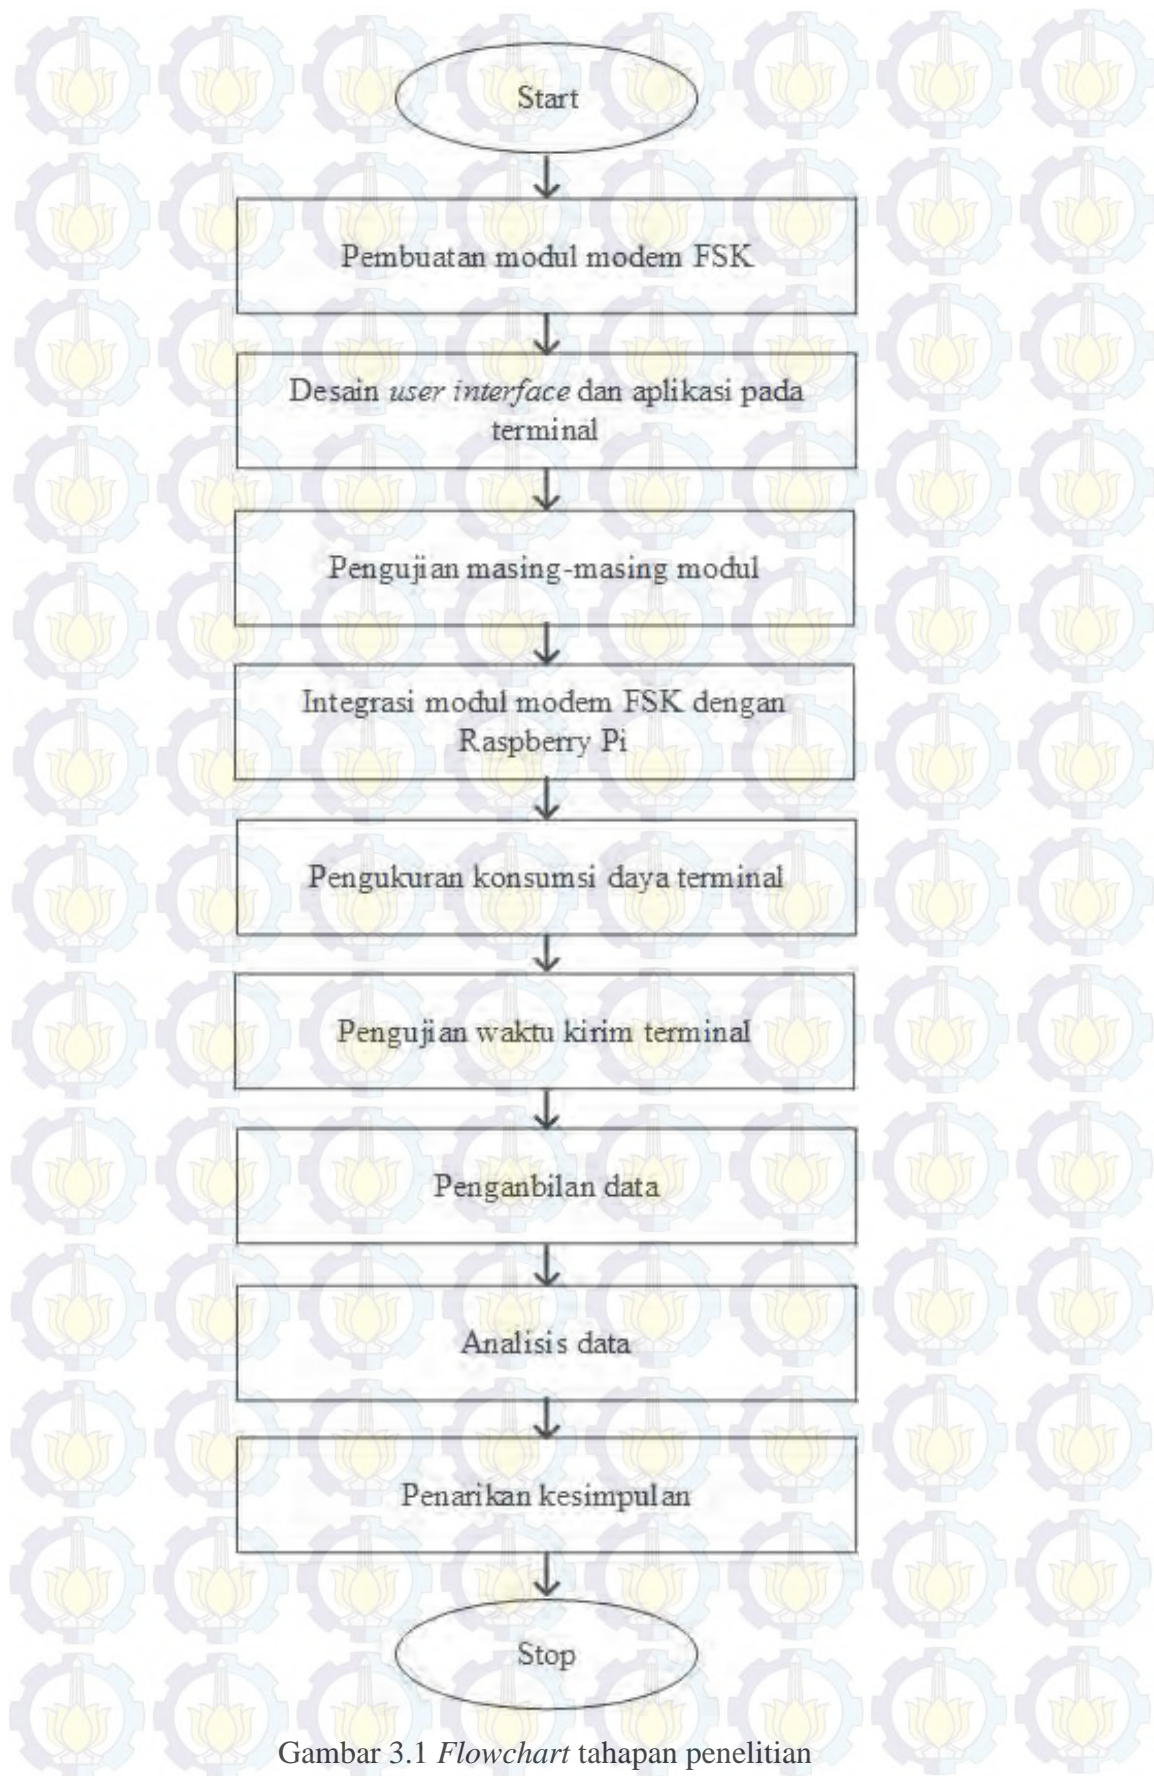 Start
Pembuatan modul modem FSK
Desain user interface dan aplikasi pada
terminal
Pengujian masing-masing modul
Integrasi modul modem FSK dengan
Raspberry Pi
Pengukuran konsumsi daya terminal
Pengujian waktu kirim terminal
Penganbilan data
Analisis data
Penarikan kesimpulan
Stop
Gambar 3.1 Flowchart tahapan penelitian